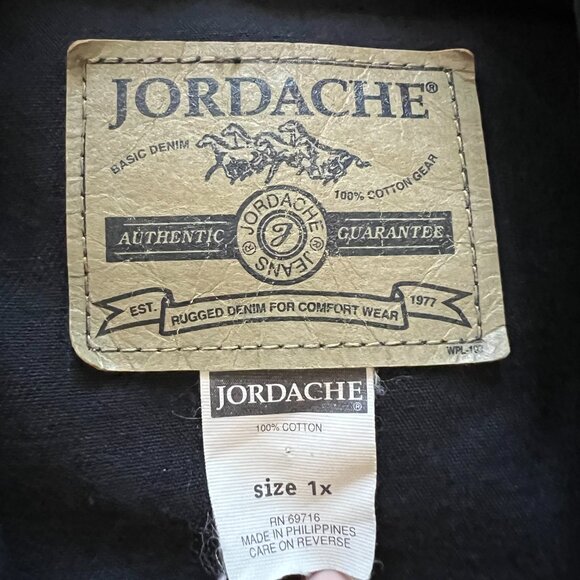 JORDACHE®
BASIC DENIM
100% COTTON GEAR
AUTHENTIC
JORDACHE
® J ®
JEANS
GUARANTEE
EST.
RUGGED DENIM FOR COMFORT WEAR
1977
JORDACHE®
100% COTTON
size 1x
RN 69716
MADE IN PHILIPPINES
CARE ON REVERSE